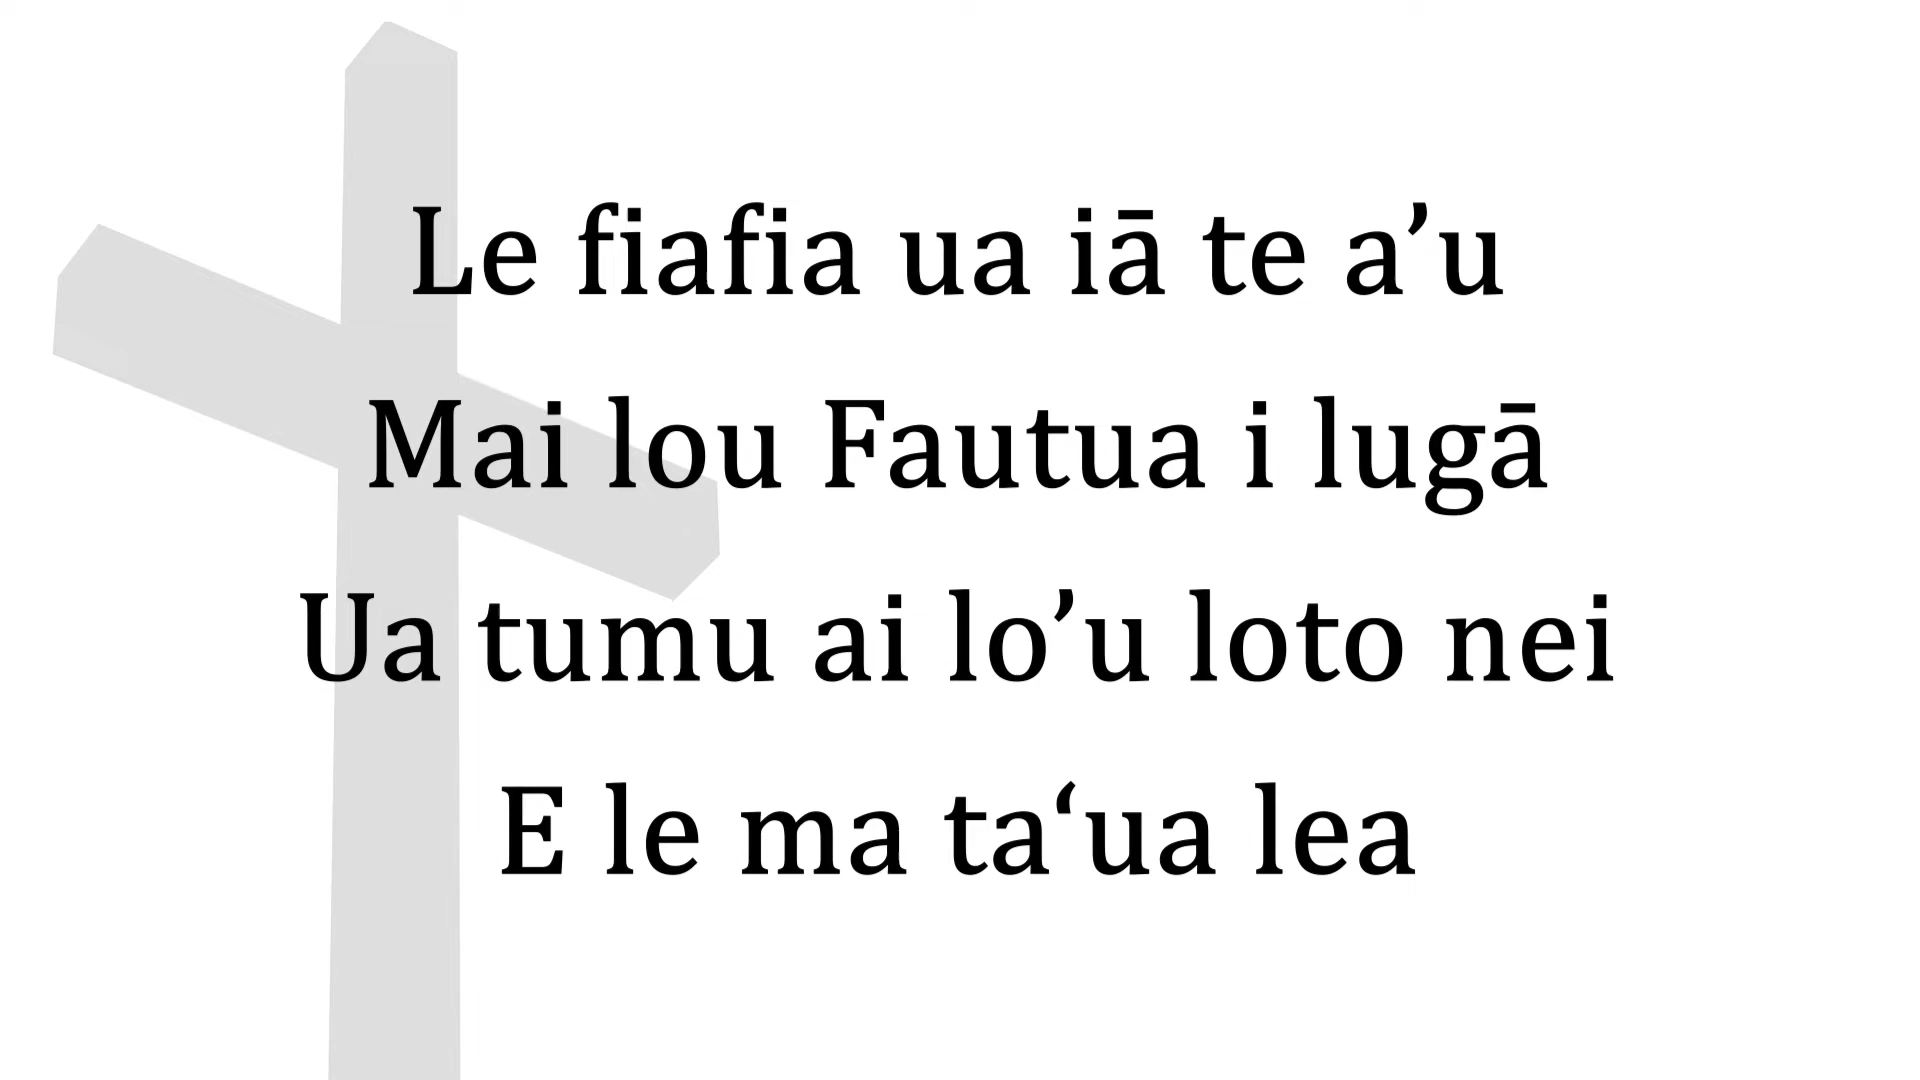 Le fiafia ua iā te a’u
Mai lou Fautua i lugā
Ua tumu ai lo’u loto nei
E le ma ta‘ua lea